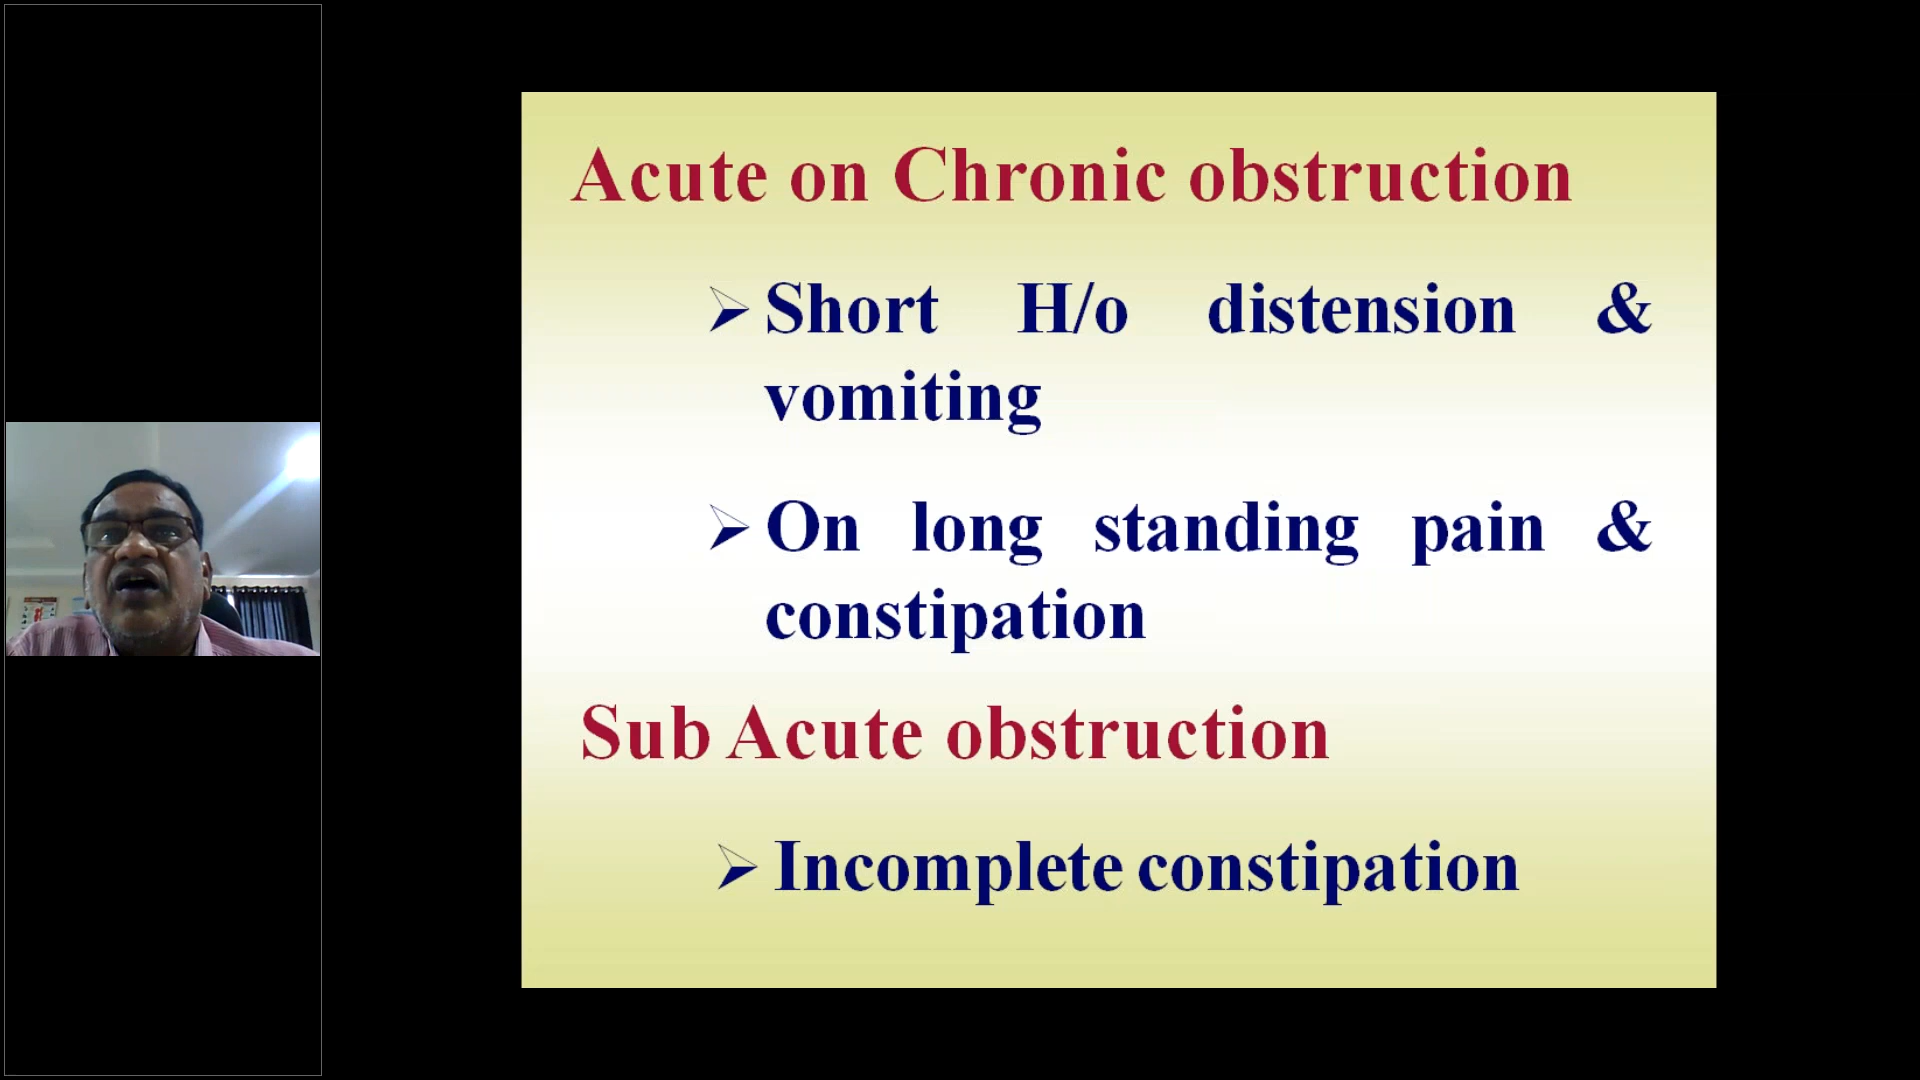 Acute on Chronic obstruction
Short H/o distension &
vomiting
On long standing pain &
constipation
Sub Acute obstruction
Incomplete constipation